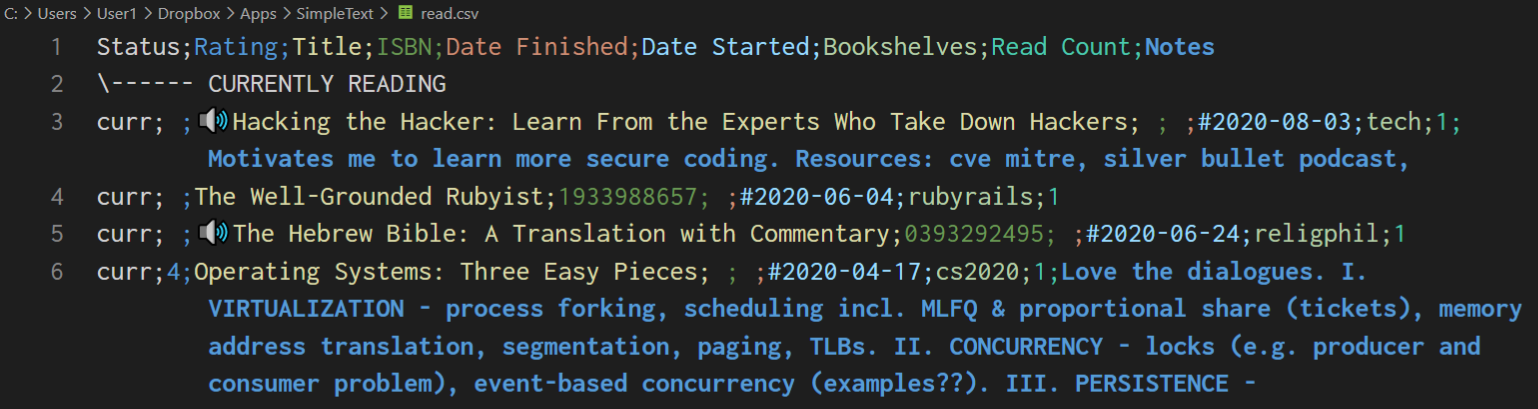 C: > Users > User1 > Dropbox > Apps > SimpleText > read.csv
1 Status;Rating;Title;ISBN;Date Finished;Date Started;Bookshelves;Read Count;Notes
2 \------ CURRENTLY READING
3 curr; ;🔊Hacking the Hacker: Learn From the Experts Who Take Down Hackers; ; ;#2020-08-03;tech;1;
Motivates me to learn more secure coding. Resources: cve mitre, silver bullet podcast,
4 curr; ;The Well-Grounded Rubyist;1933988657; ;#2020-06-04;rubyrails;1
5 curr; ;🔊The Hebrew Bible: A Translation with Commentary;0393292495; ;#2020-06-24;religphil;1
6 curr;4;Operating Systems: Three Easy Pieces; ; ;#2020-04-17;cs2020;1;Love the dialogues. I.
VIRTUALIZATION - process forking, scheduling incl. MLFQ & proportional share (tickets), memory
address translation, segmentation, paging, TLBs. II. CONCURRENCY - locks (e.g. producer and
consumer problem), event-based concurrency (examples??). III. PERSISTENCE -